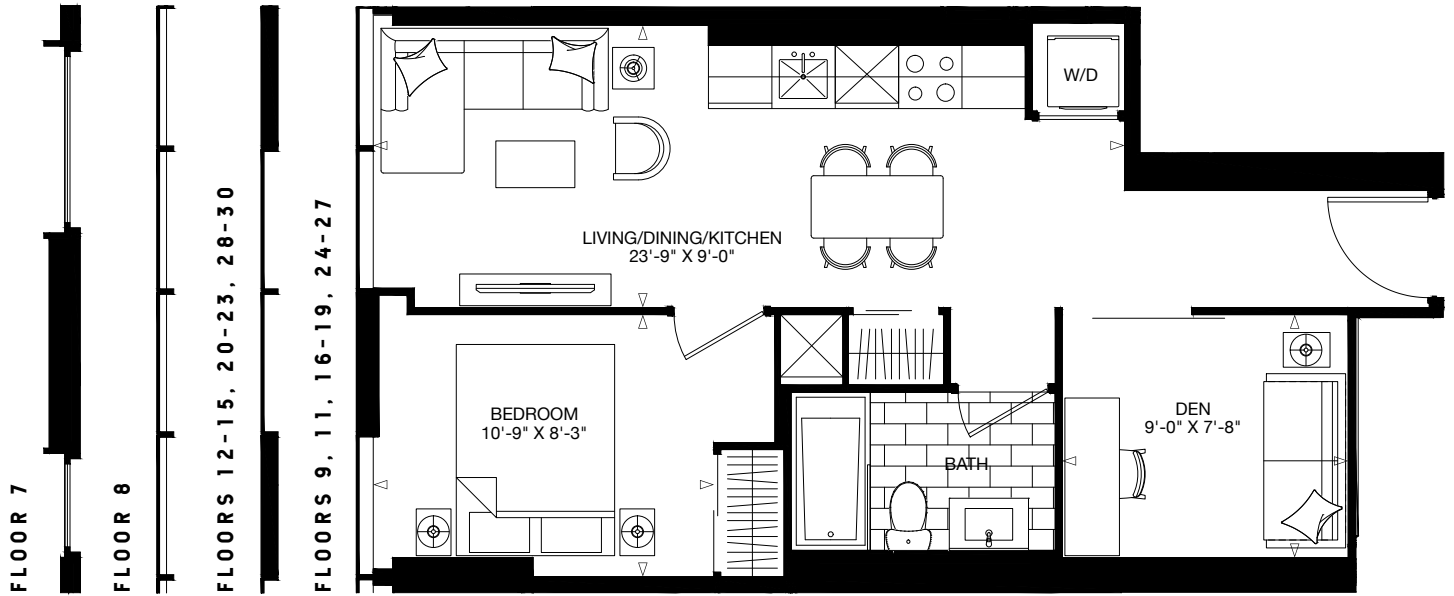 FLOOR 7
FLOOR 8
FLOORS 12-15, 20-23, 28-30
FLOORS 9, 11, 16-19, 24-27
W/D
LIVING/DINING/KITCHEN
23'-9" X 9'-0"
BEDROOM
10'-9" X 8'-3"
BATH
DEN
9'-0" X 7'-8"